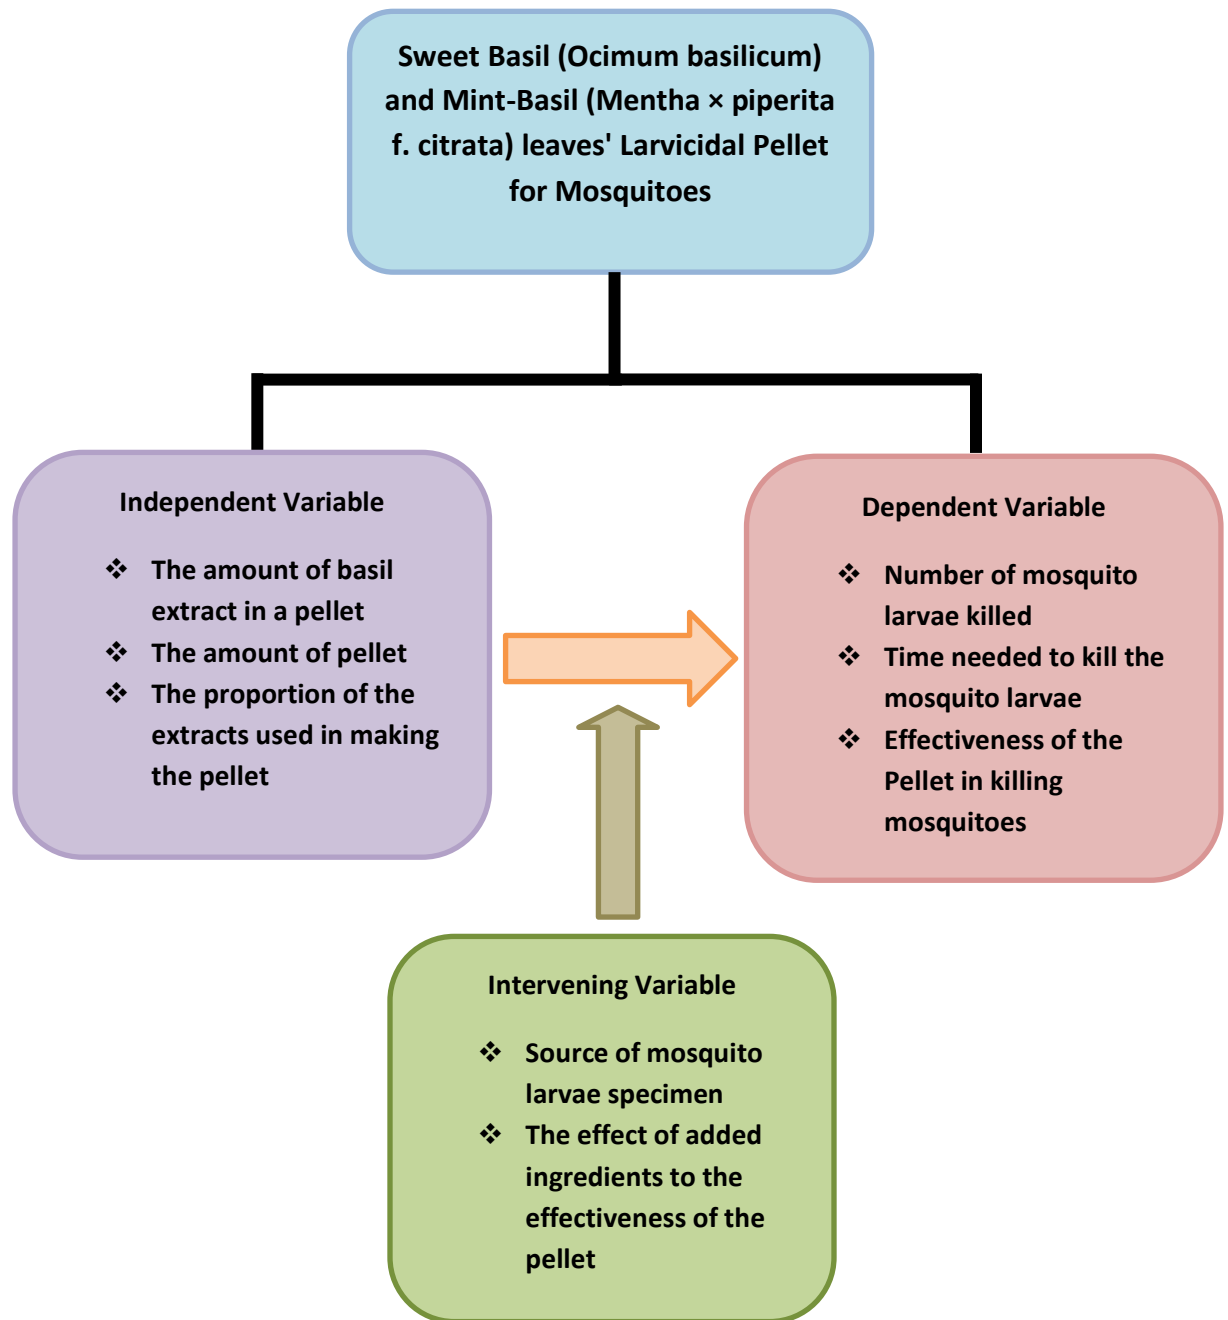 Sweet Basil (Ocimum basilicum)
and Mint-Basil (Mentha × piperita
f. citrata) leaves' Larvicidal Pellet
for Mosquitoes
Independent Variable
❖ The amount of basil
extract in a pellet
❖ The amount of pellet
❖ The proportion of the
extracts used in making
the pellet
Dependent Variable
❖ Number of mosquito
larvae killed
❖ Time needed to kill the
mosquito larvae
❖ Effectiveness of the
Pellet in killing
mosquitoes
Intervening Variable
❖ Source of mosquito
larvae specimen
❖ The effect of added
ingredients to the
effectiveness of the
pellet